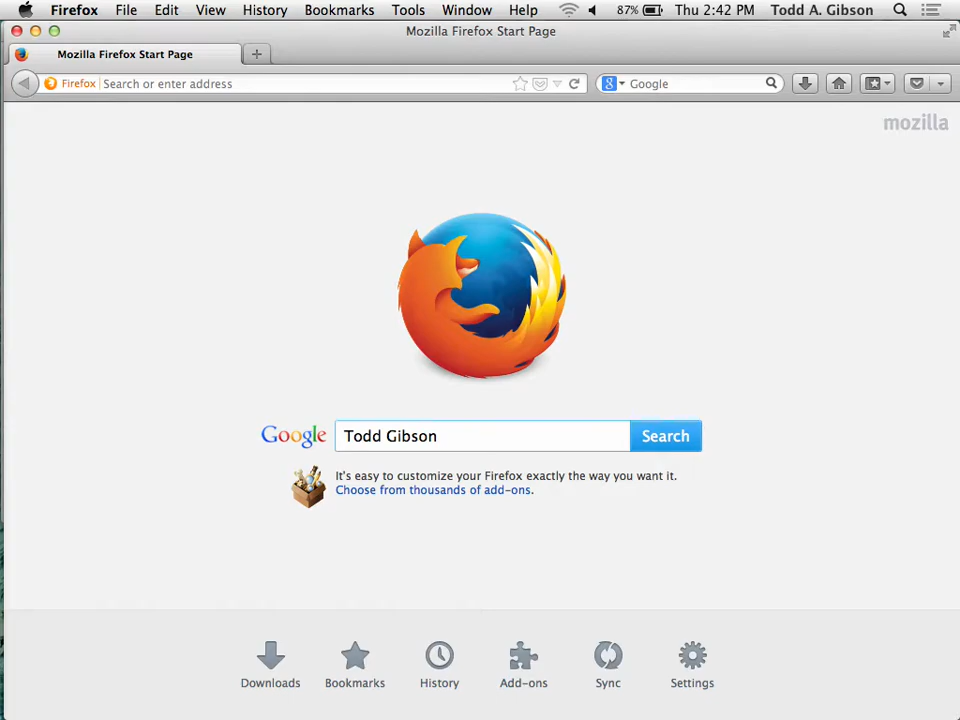 Firefox File Edit View History Bookmarks Tools Window Help 87% Thu 2:42 PM Todd A. Gibson
Mozilla Firefox Start Page
Mozilla Firefox Start Page
Firefox Search or enter address Google
mozilla
Google Todd Gibson Search
It's easy to customize your Firefox exactly the way you want it.
Choose from thousands of add-ons.
Downloads Bookmarks History Add-ons Sync Settings